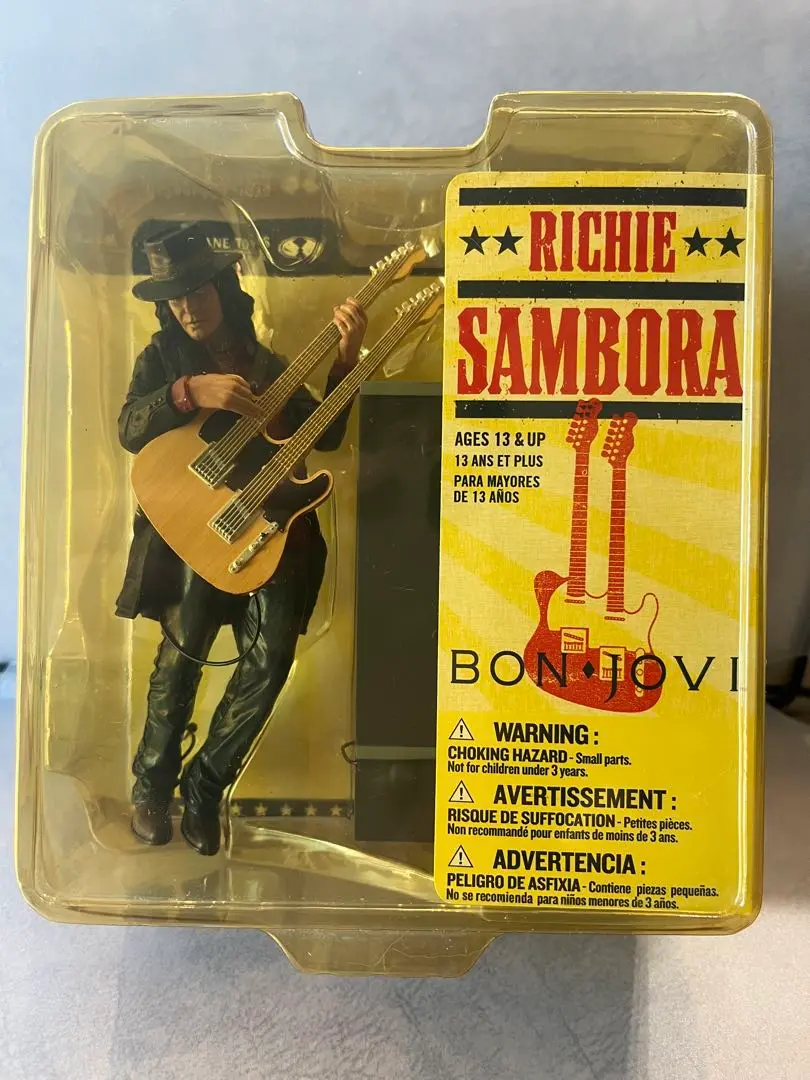 RICHIE
SAMBORA
AGES 13 & UP
13 ANS ET PLUS
PARA MAYORES
DE 13 AÑOS
BON♦JOVI
WARNING :
CHOKING HAZARD - Small parts.
Not for children under 3 years.
AVERTISSEMENT :
RISQUE DE SUFFOCATION - Petites pièces.
Non recommandé pour enfants de moins de 3 ans.
ADVERTENCIA :
PELIGRO DE ASFIXIA - Contiene piezas pequeñas.
No se recomienda para niños menores de 3 años.